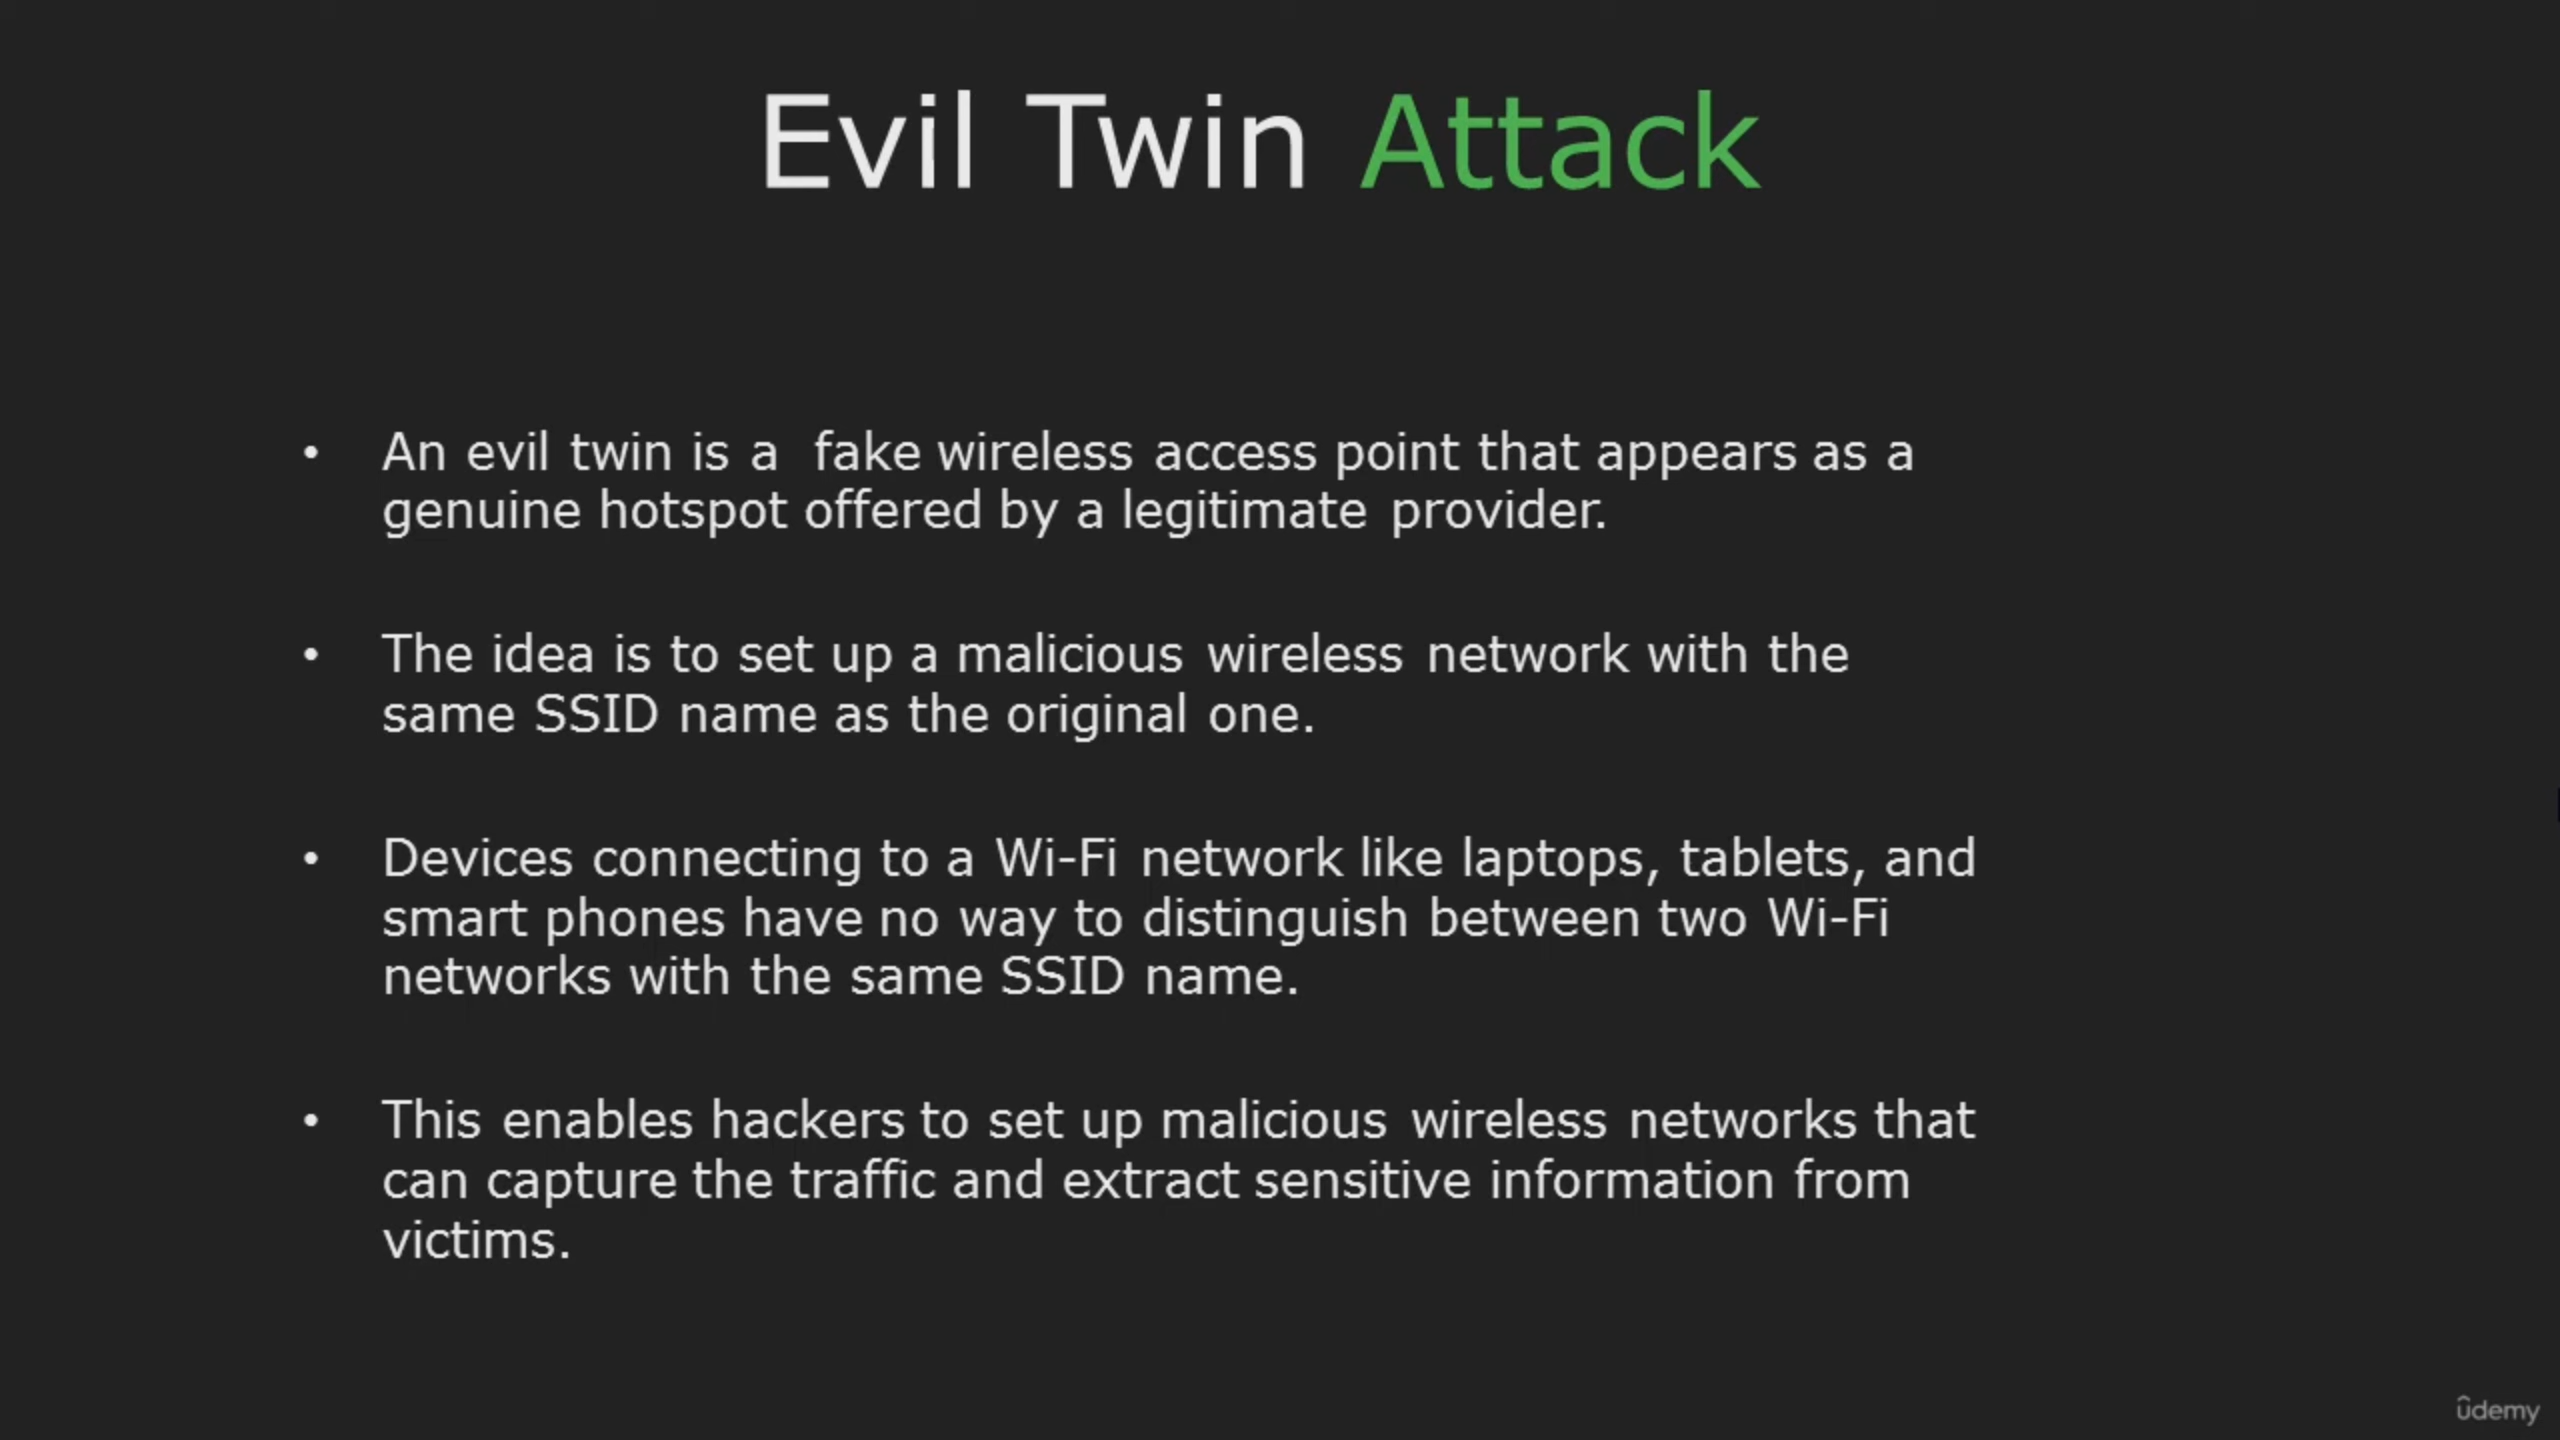 Evil Twin Attack
• An evil twin is a fake wireless access point that appears as a
genuine hotspot offered by a legitimate provider.
• The idea is to set up a malicious wireless network with the
same SSID name as the original one.
• Devices connecting to a Wi-Fi network like laptops, tablets, and
smart phones have no way to distinguish between two Wi-Fi
networks with the same SSID name.
• This enables hackers to set up malicious wireless networks that
can capture the traffic and extract sensitive information from
victims.
ûdemy